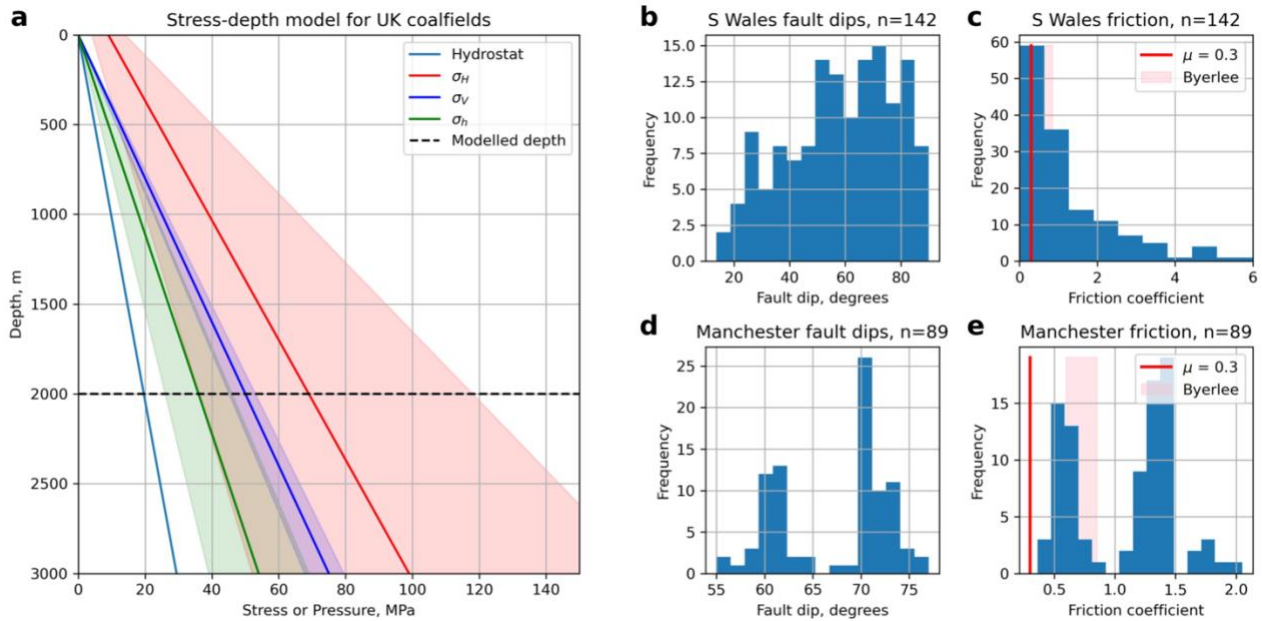 a
Stress-depth model for UK coalfields
Hydrostat
σH
σV
σh
Modelled depth
0
500
1000
1500
2000
2500
3000
Depth, m
0 20 40 60 80 100 120 140
Stress or Pressure, MPa
b
S Wales fault dips, n=142
15.0
12.5
10.0
7.5
5.0
2.5
0.0
Frequency
20 40 60 80
Fault dip, degrees
c
S Wales friction, n=142
μ = 0.3
Byerlee
60
50
40
30
20
10
0
Frequency
0 2 4 6
Friction coefficient
d
Manchester fault dips, n=89
25
20
15
10
5
0
Frequency
55 60 65 70 75
Fault dip, degrees
e
Manchester friction, n=89
μ = 0.3
Byerlee
15
10
5
0
Frequency
0.5 1.0 1.5 2.0
Friction coefficient